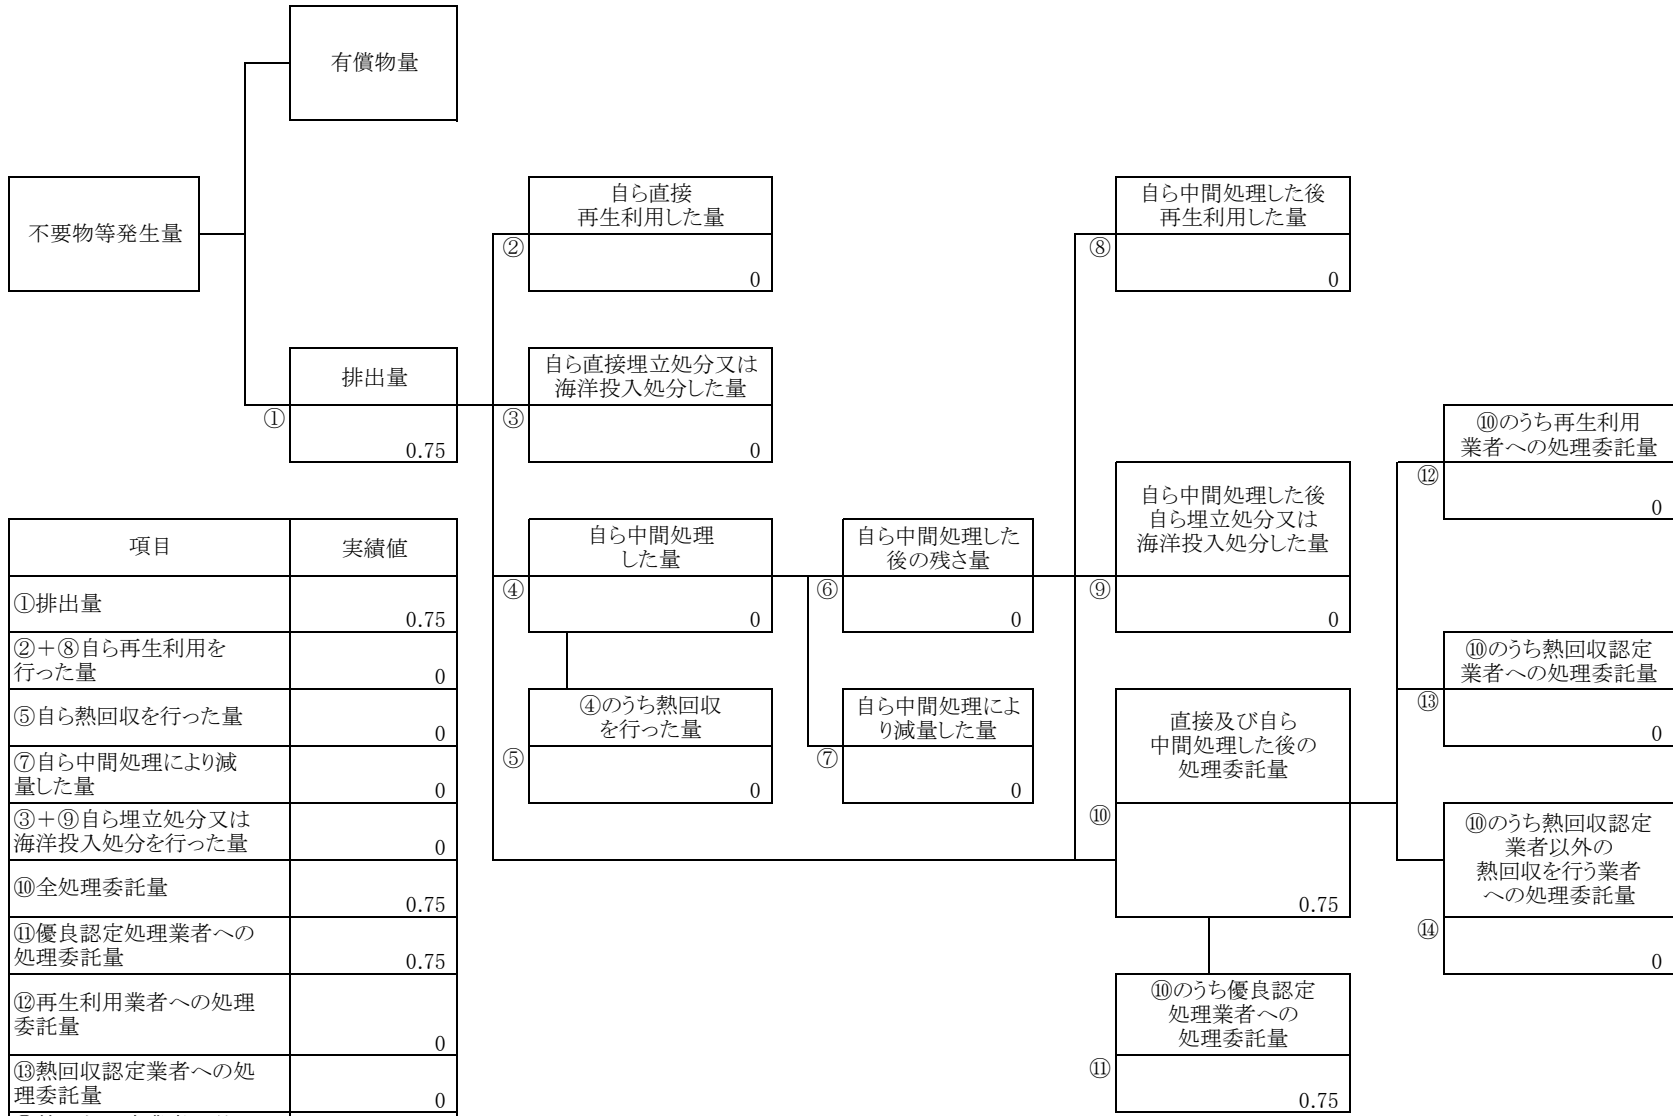 有償物量
不要物等発生量
自ら直接
再生利用した量
②
0
自ら中間処理した後
再生利用した量
⑧
0
排出量
①
0.75
自ら直接埋立処分又は
海洋投入処分した量
③
0
⑩のうち再生利用
業者への処理委託量
⑫
0
自ら中間処理
した量
④
0
自ら中間処理した
後の残さ量
⑥
0
自ら中間処理した後
自ら埋立処分又は
海洋投入処分した量
⑨
0
⑩のうち熱回収認定
業者への処理委託量
⑬
0
④のうち熱回収
を行った量
⑤
0
自ら中間処理によ
り減量した量
⑦
0
直接及び自ら
中間処理した後の
処理委託量
⑩
0.75
⑩のうち熱回収認定
業者以外の
熱回収を行う業者
への処理委託量
⑭
0
⑩のうち優良認定
処理業者への
処理委託量
⑪
0.75
項目 実績値
①排出量 0.75
②+⑧自ら再生利用を
行った量 0
⑤自ら熱回収を行った量 0
⑦自ら中間処理により減
量した量 0
③+⑨自ら埋立処分又は
海洋投入処分を行った量 0
⑩全処理委託量 0.75
⑪優良認定処理業者への
処理委託量 0.75
⑫再生利用業者への処理
委託量 0
⑬熱回収認定業者への処
理委託量 0